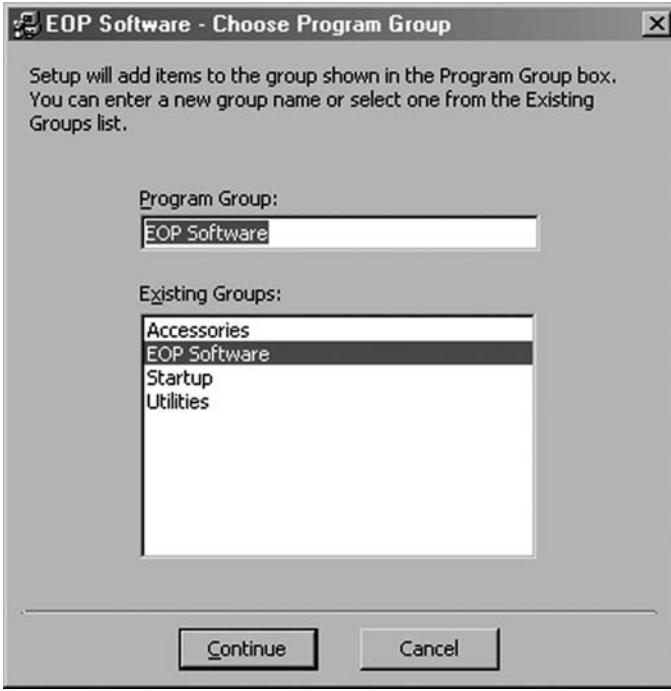 EOP Software - Choose Program Group
Setup will add items to the group shown in the Program Group box.
You can enter a new group name or select one from the Existing
Groups list.
Program Group:
EOP Software
Existing Groups:
Accessories
EOP Software
Startup
Utilities
Continue
Cancel